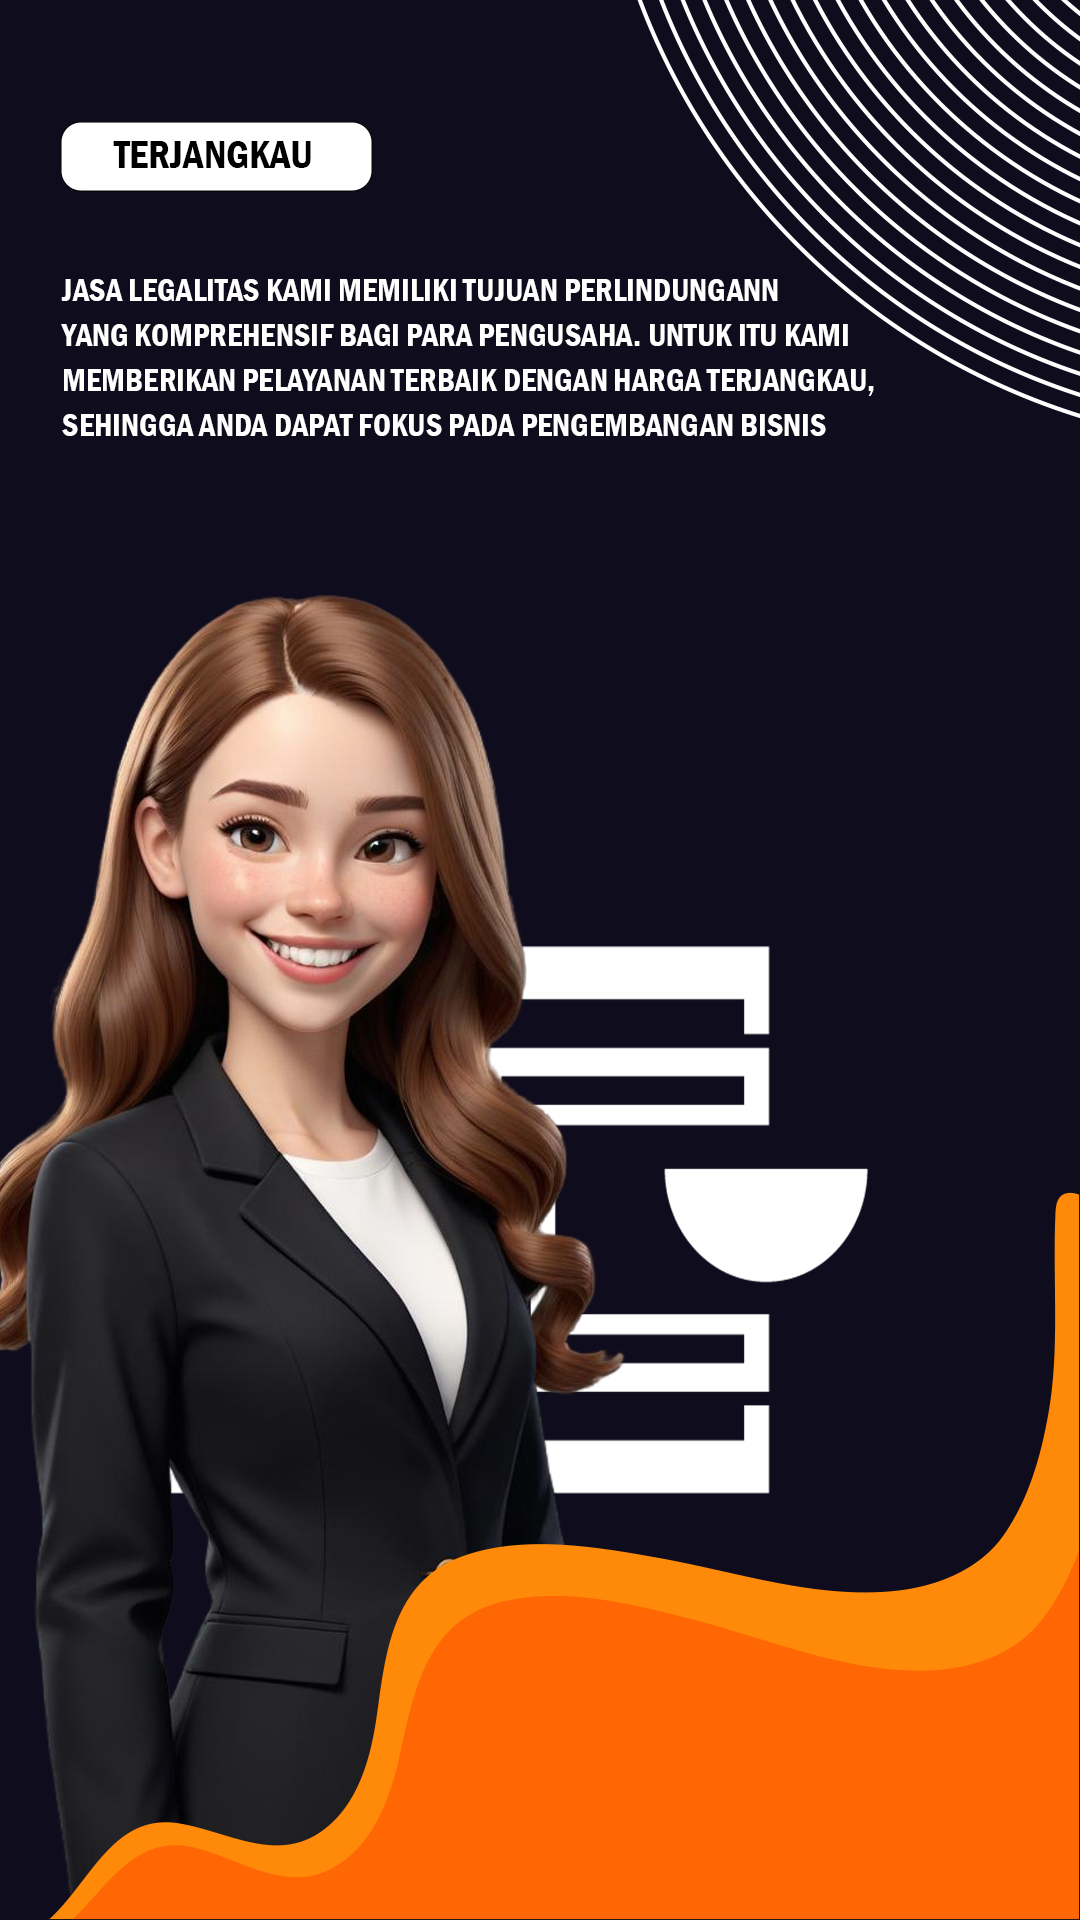 TERJANGKAU
JASA LEGALITAS KAMI MEMILIKI TUJUAN PERLINDUNGANN
YANG KOMPREHENSIF BAGI PARA PENGUSAHA. UNTUK ITU KAMI
MEMBERIKAN PELAYANAN TERBAIK DENGAN HARGA TERJANGKAU,
SEHINGGA ANDA DAPAT FOKUS PADA PENGEMBANGAN BISNIS